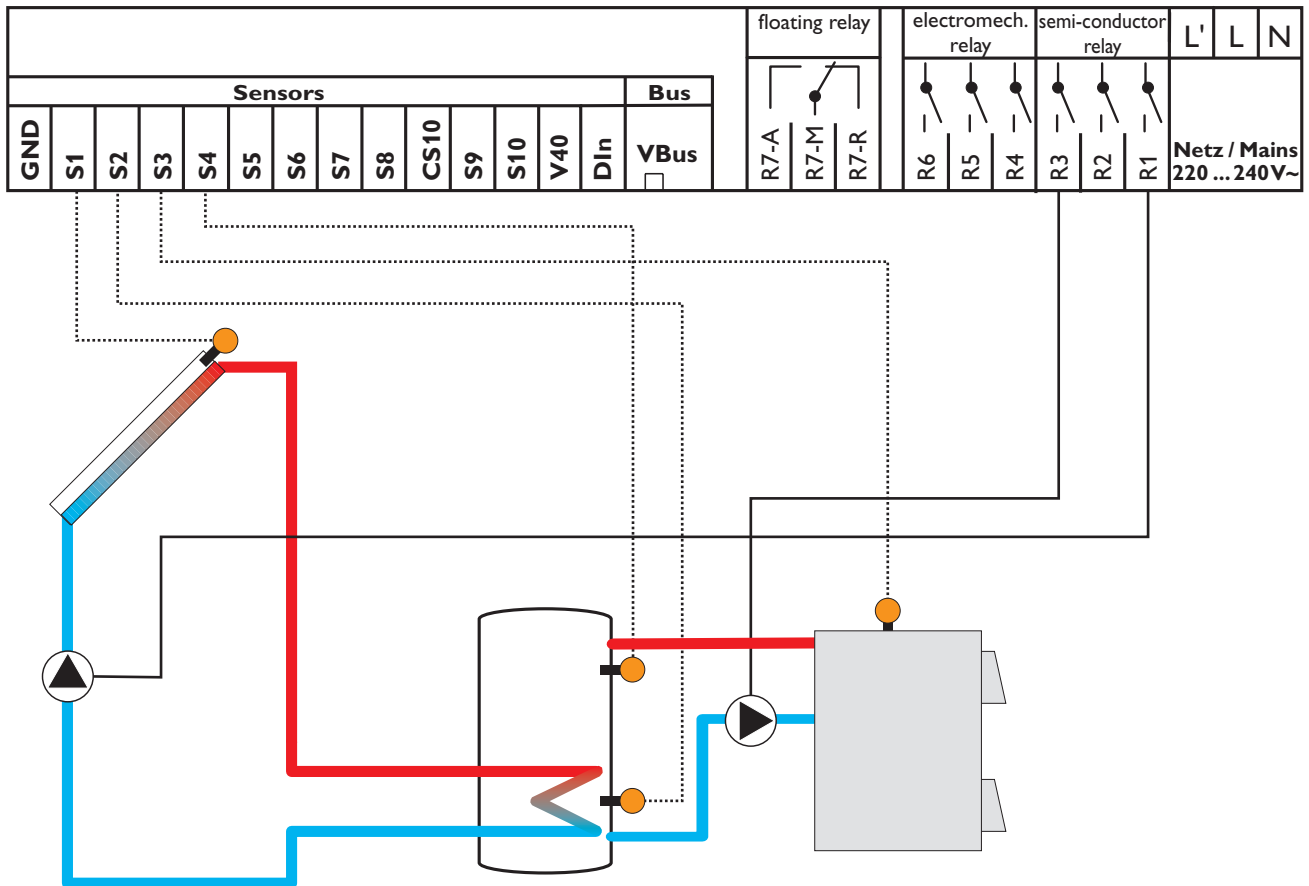 floating relay
electromech.
relay
semi-conductor
relay
L'
L
N
Sensors
Bus
GND
S1
S2
S3
S4
S5
S6
S7
S8
CS10
S9
S10
V40
DIn
VBus
R7-A
R7-M
R7-R
R6
R5
R4
R3
R2
R1
Netz / Mains
220 ... 240V~